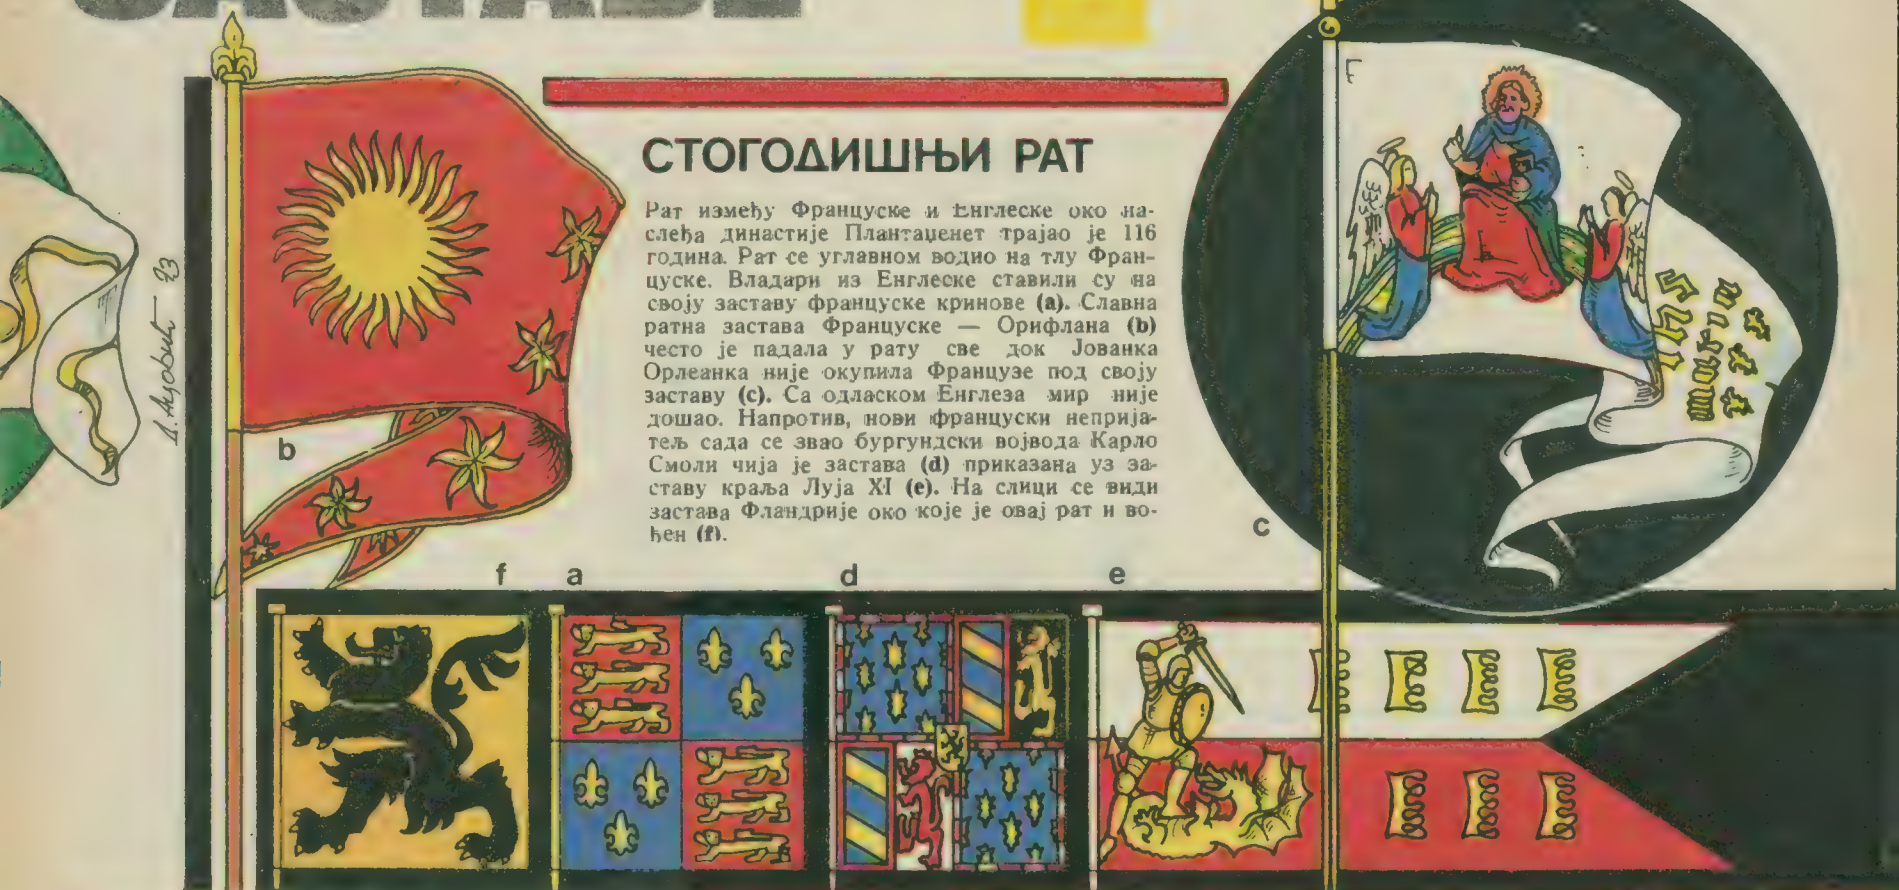 ЗАСТАВЕ
СТОГОДИШЊИ РАТ
Рат између Француске и Енглеске око на-
слеђа династије Плантаџенет трајао је 116
година. Рат се углавном водио на тлу Фран-
цуске. Владари из Енглеске ставили су на
своју заставу француске кринове (a). Славна
ратна застава Француске — Орифлана (b)
често је падала у рату све док Јованка
Орлеанка није окупила Французе под своју
заставу (c). Са одласком Енглеза мир није
дошао. Напротив, нови француски неприја-
тељ сада се звао бургундски војвода Карло
Смоли чија је застава (d) приказана уз за-
ставу краља Луја XI (e). На слици се види
застава Фландрије око које је овај рат и во-
ђен (f).
b
c
f a d e